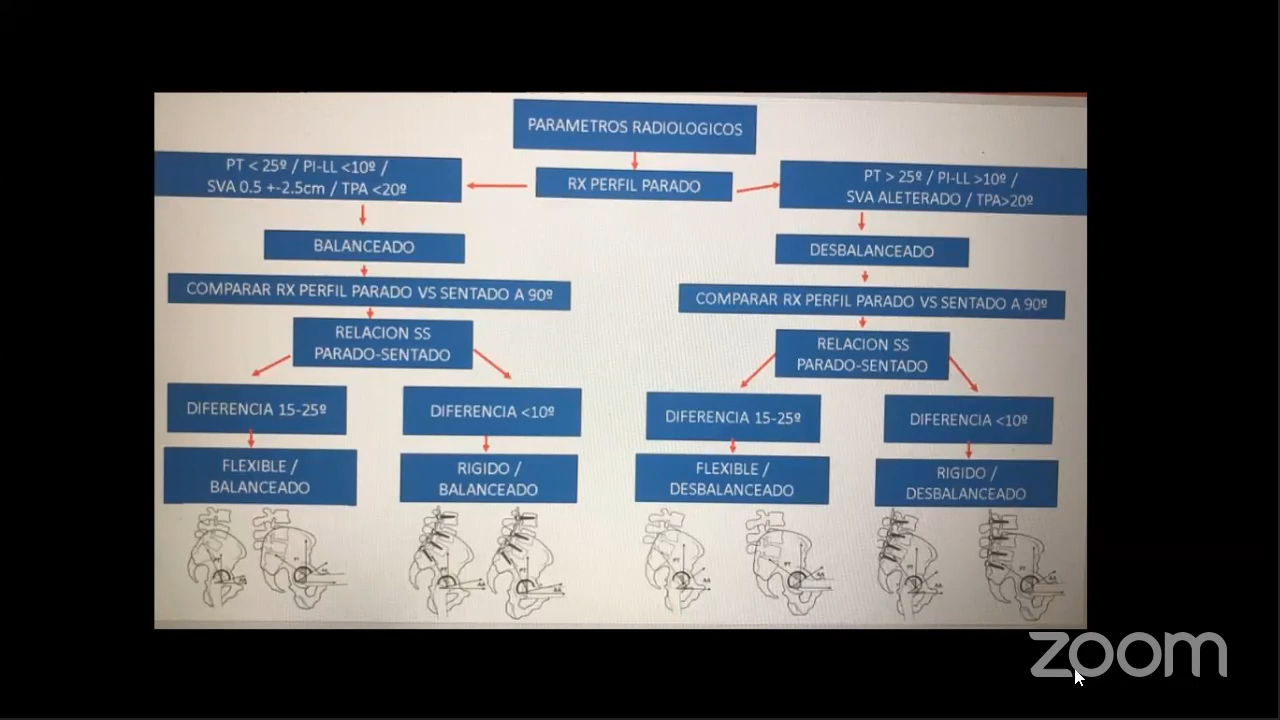 PARAMETROS RADIOLOGICOS
RX PERFIL PARADO
PT < 25º / PI-LL <10º /
SVA 0.5 +-2.5cm / TPA <20º
PT > 25º / PI-LL >10º /
SVA ALETERADO / TPA>20º
BALANCEADO
DESBALANCEADO
COMPARAR RX PERFIL PARADO VS SENTADO A 90º
COMPARAR RX PERFIL PARADO VS SENTADO A 90º
RELACION SS
PARADO-SENTADO
RELACION SS
PARADO-SENTADO
DIFERENCIA 15-25º
DIFERENCIA <10º
DIFERENCIA 15-25º
DIFERENCIA <10º
FLEXIBLE /
BALANCEADO
RIGIDO /
BALANCEADO
FLEXIBLE /
DESBALANCEADO
RIGIDO /
DESBALANCEADO
zoom